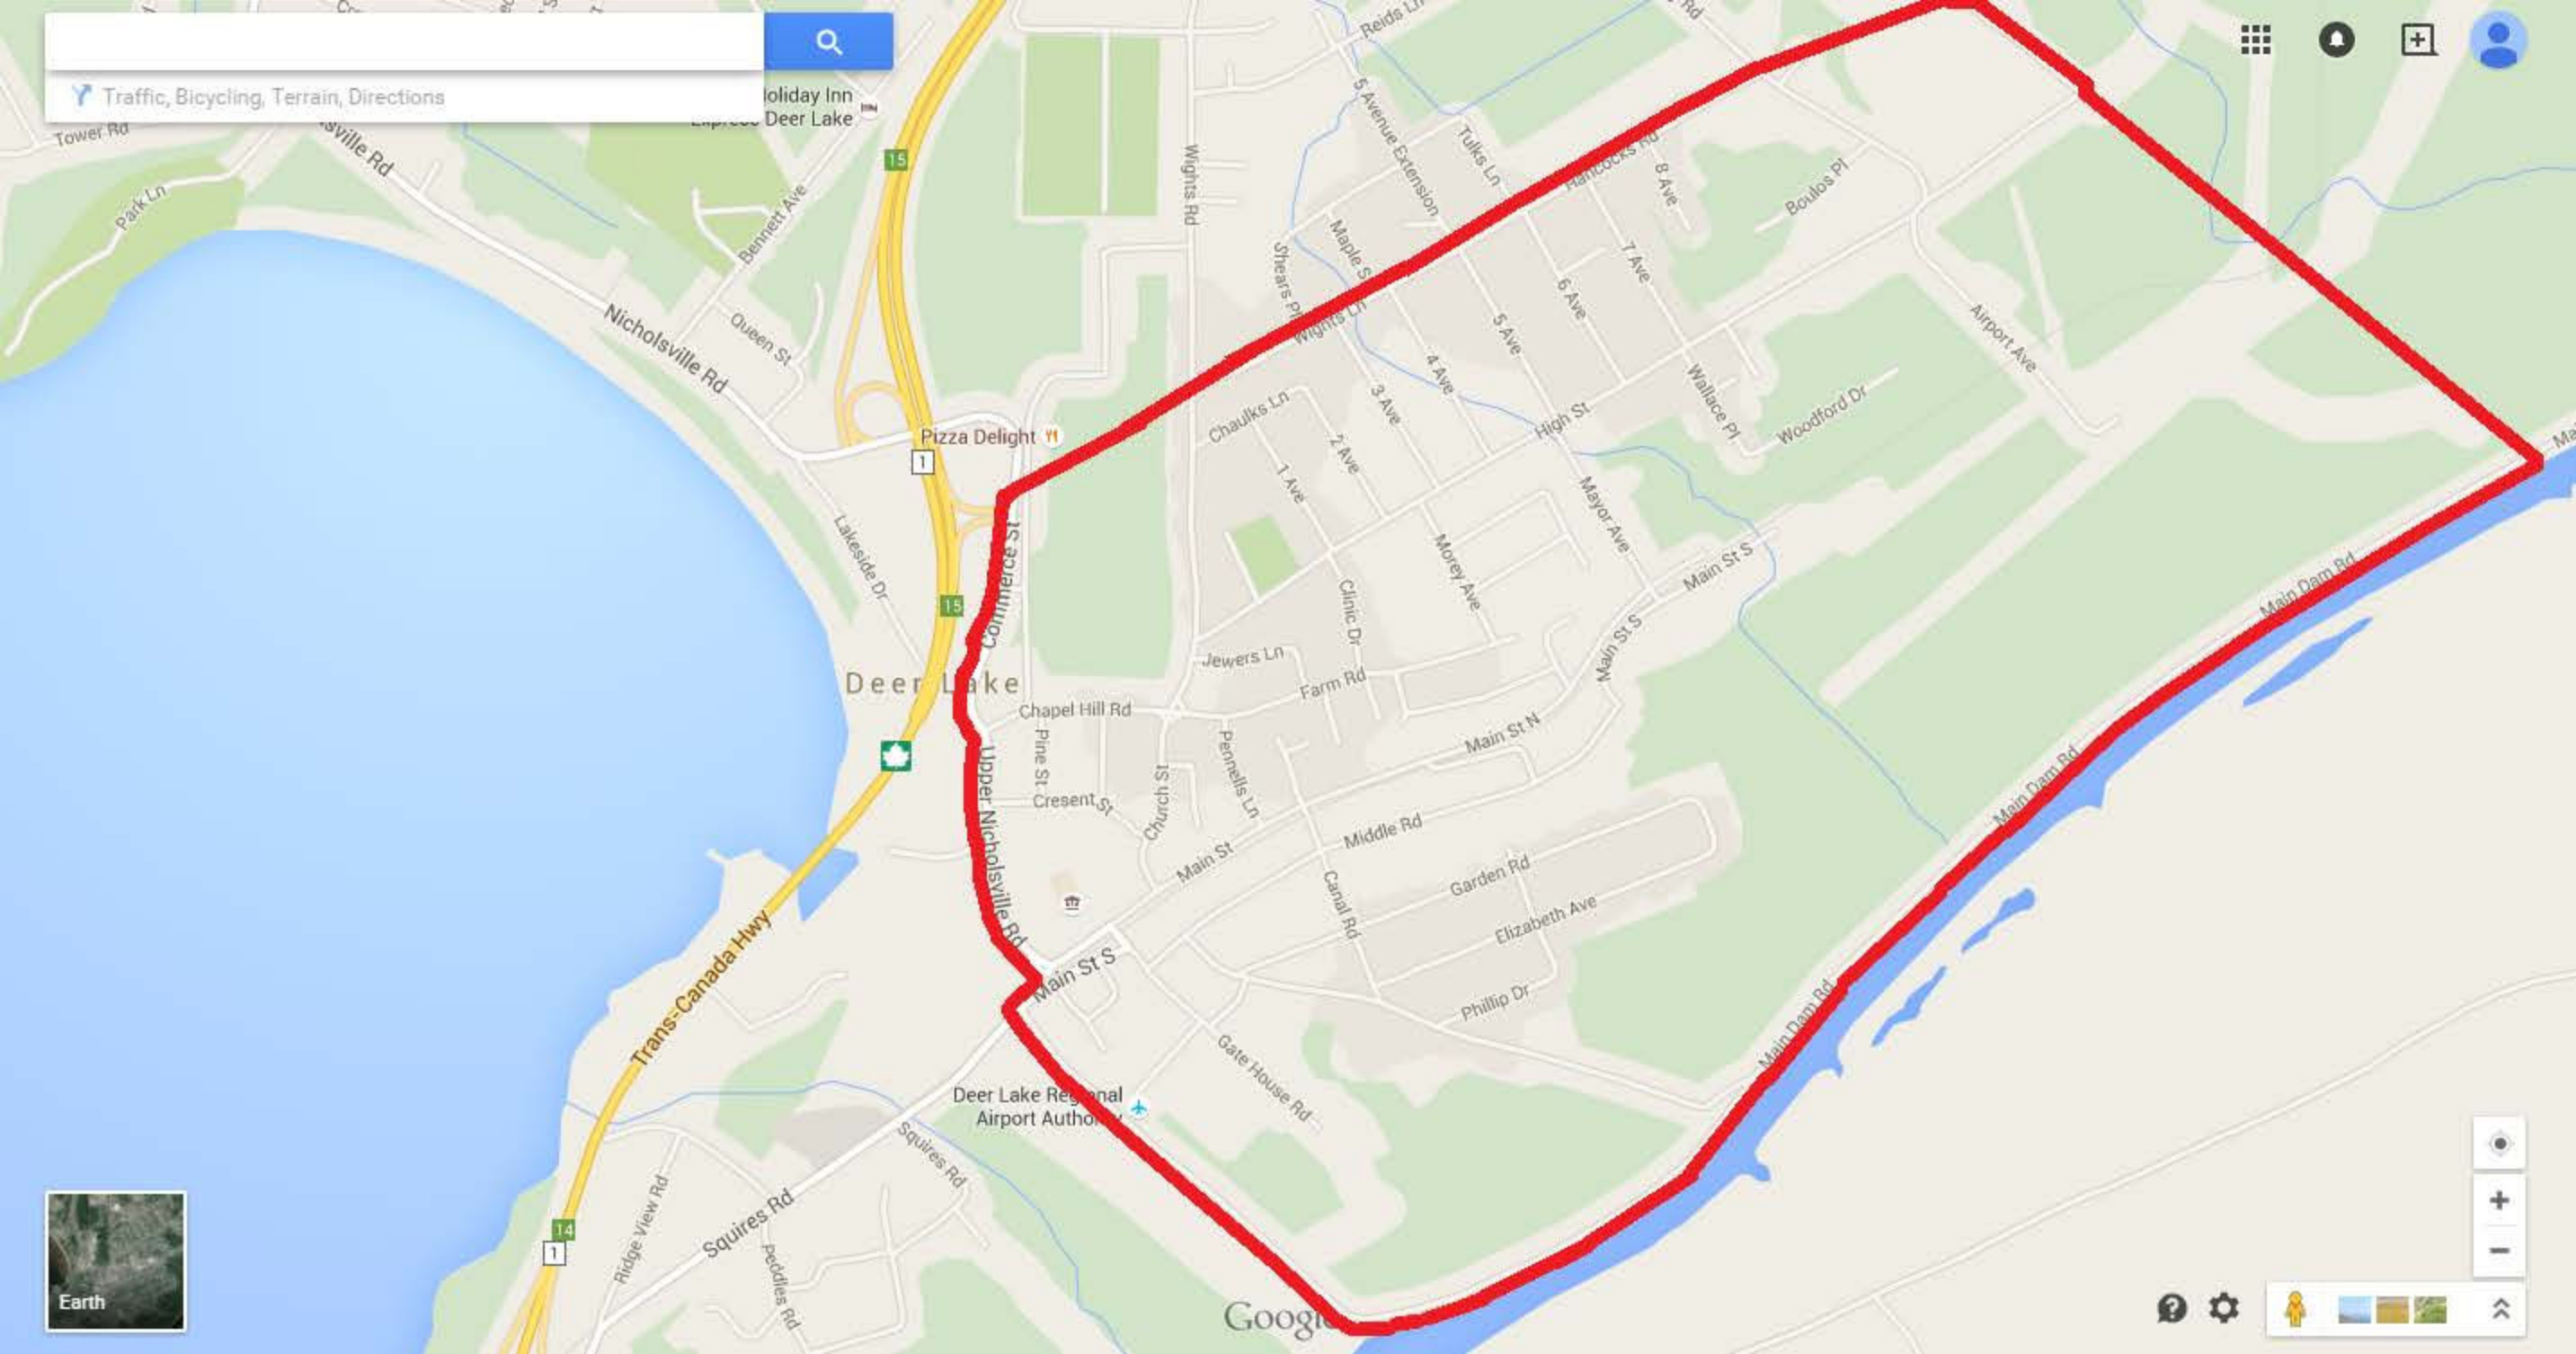 Traffic, Bicycling, Terrain, Directions
Tower Rd
sville Rd
Park Ln
Holiday Inn
Express Deer Lake
15
Bennett Ave
Queen St
Nicholsville Rd
Wights Rd
Reids Ln
Rd
5 Avenue Extension
Tulks Ln
Hancocks Rd
8 Ave
Boulos Pl
Shears Pl
Maple S
7 Ave
6 Ave
Wights Ln
5 Ave
Airport Ave
4 Ave
3 Ave
Wallace Pl
Woodford Dr
Chaulks Ln
High St
2 Ave
1 Ave
Pizza Delight
1
Lakeside Dr
Commerce St
Mayor Ave
Morey Ave
Main St S
Clinic Dr
15
Main St S
Main Dam Rd
Jewers Ln
Farm Rd
Deer Lake
Chapel Hill Rd
Main St N
Pine St
Pennells Ln
Upper Nicholsville Rd
Cresent St
Church St
Main Dam Rd
Middle Rd
Main St
Garden Rd
Canal Rd
Elizabeth Ave
Trans-Canada Hwy
Main St S
Phillip Dr
Main Dam Rd
Gate House Rd
Deer Lake Regional
Airport Authority
Squires Rd
Squires Rd
Ridge View Rd
Peddles Rd
14
1
Earth
Google